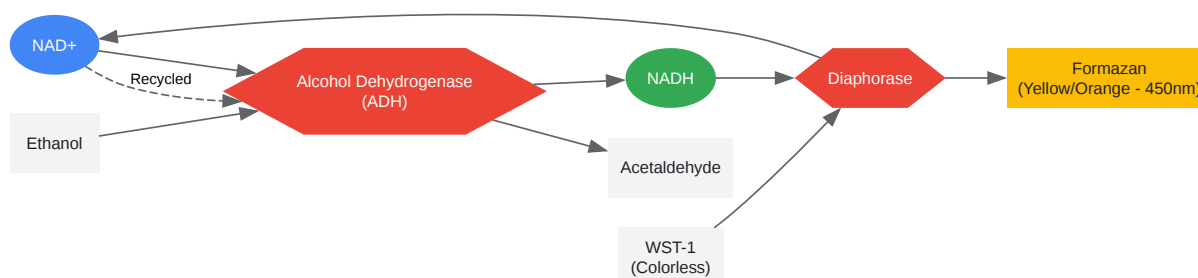 NAD+
Recycled
Ethanol
Alcohol Dehydrogenase
(ADH)
NADH
Acetaldehyde
WST-1
(Colorless)
Diaphorase
Formazan
(Yellow/Orange - 450nm)